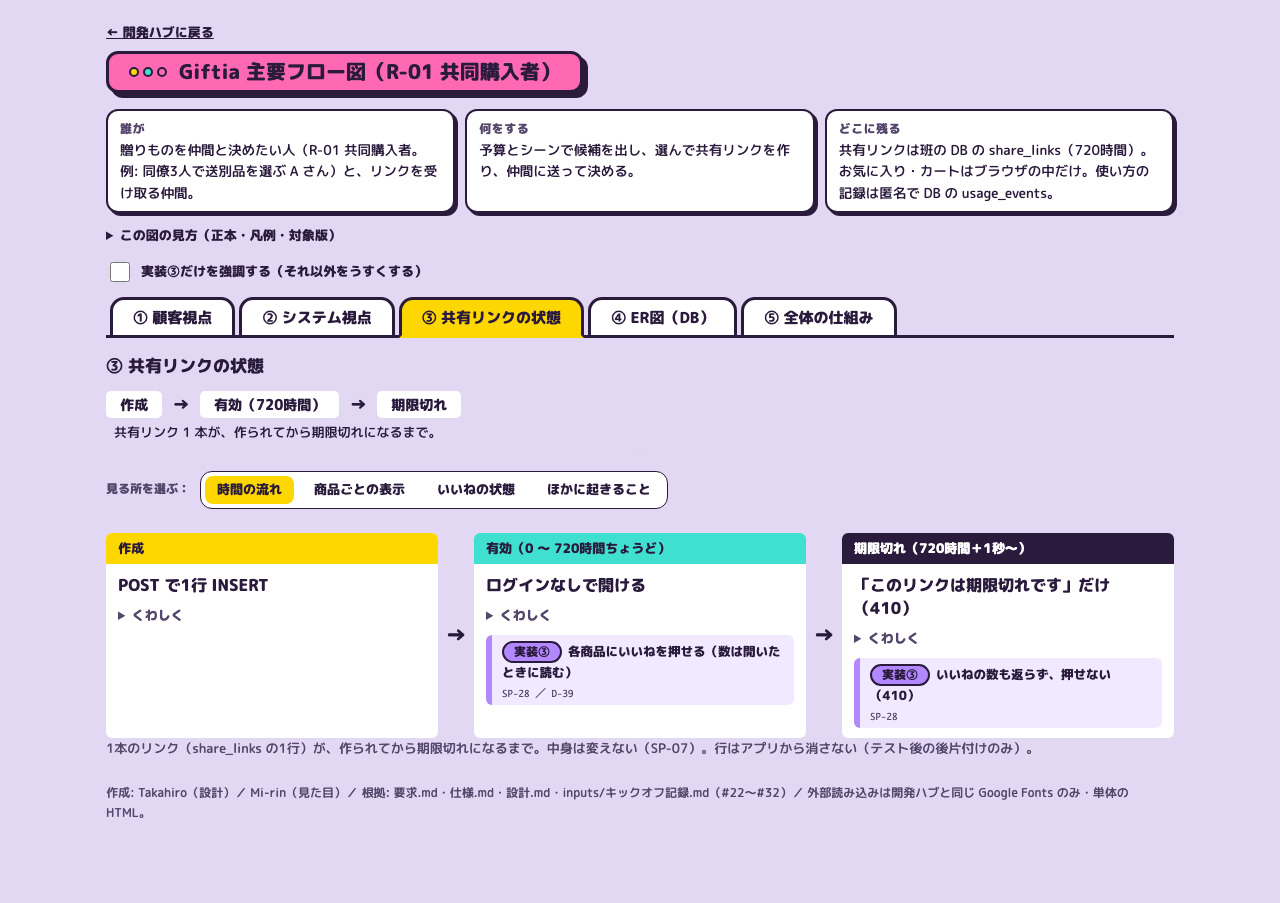 ← 開発ハブに戻る
Giftia 主要フロー図（R-01 共同購入者）
誰が
贈りものを仲間と決めたい人（R-01 共同購入者。
例: 同僚3人で送別品を選ぶ A さん）と、リンクを受
け取る仲間。
何をする
予算とシーンで候補を出し、選んで共有リンクを作
り、仲間に送って決める。
どこに残る
共有リンクは班の DB の share_links（720時間）。
お気に入り・カートはブラウザの中だけ。使い方の
記録は匿名で DB の usage_events。
▶ この図の見方（正本・凡例・対象版）
実装③だけを強調する（それ以外をうすくする）
① 顧客視点
② システム視点
③ 共有リンクの状態
④ ER図（DB）
⑤ 全体の仕組み
③ 共有リンクの状態
作成 → 有効（720時間） → 期限切れ
共有リンク 1 本が、作られてから期限切れになるまで。
見る所を選ぶ：
時間の流れ
商品ごとの表示
いいねの状態
ほかに起きること
作成
POST で1行 INSERT
▶ くわしく
→
有効（0 〜 720時間ちょうど）
ログインなしで開ける
▶ くわしく
実装③ 各商品にいいねを押せる（数は開いた
ときに読む）
SP-28 ／ D-39
→
期限切れ（720時間＋1秒〜）
「このリンクは期限切れです」だけ
（410）
▶ くわしく
実装③ いいねの数も返らず、押せない
（410）
SP-28
1本のリンク（share_links の1行）が、作られてから期限切れになるまで。中身は変えない（SP-07）。行はアプリから消さない（テスト後の後片付けのみ）。
作成: Takahiro（設計）／ Mi-rin（見た目）／ 根拠: 要求.md・仕様.md・設計.md・inputs/キックオフ記録.md（#22〜#32）／ 外部読み込みは開発ハブと同じ Google Fonts のみ・単体の
HTML。